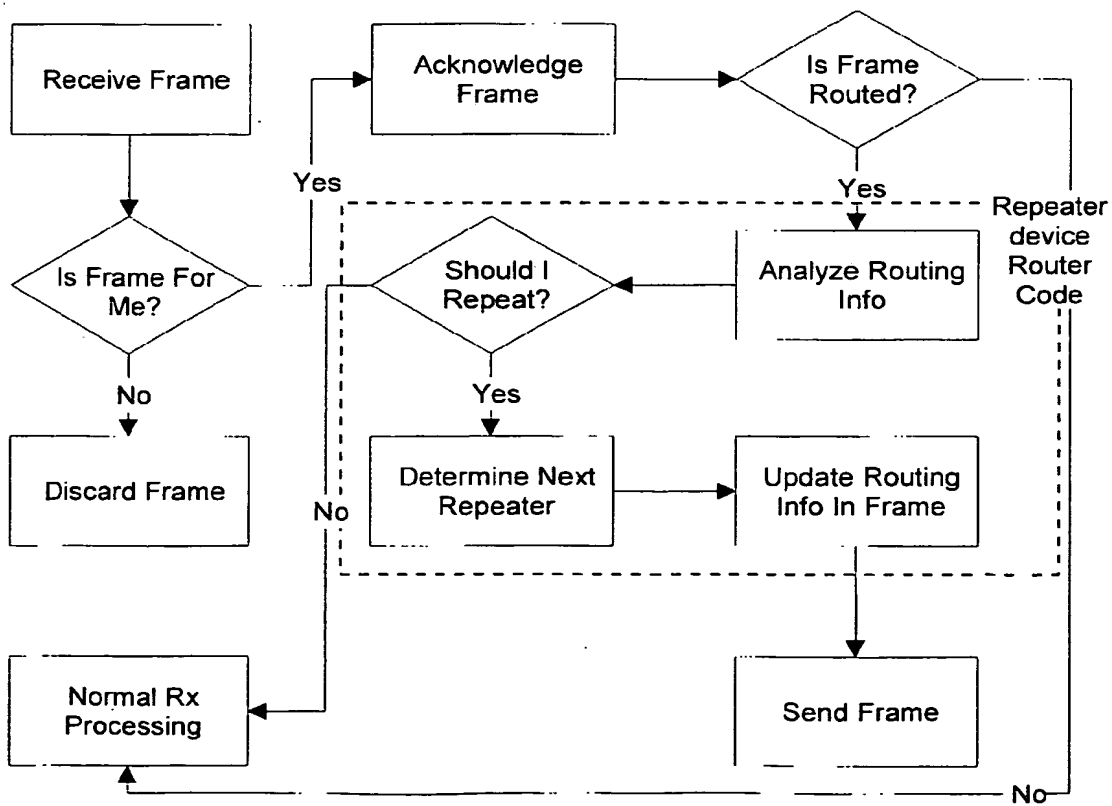 Receive Frame
Acknowledge
Frame
Is Frame
Routed?
Yes
Yes
Repeater
device
Router
Code
Is Frame For
Me?
Should I
Repeat?
Analyze Routing
Info
No
Yes
Discard Frame
No
Determine Next
Repeater
Update Routing
Info In Frame
Normal Rx
Processing
Send Frame
No